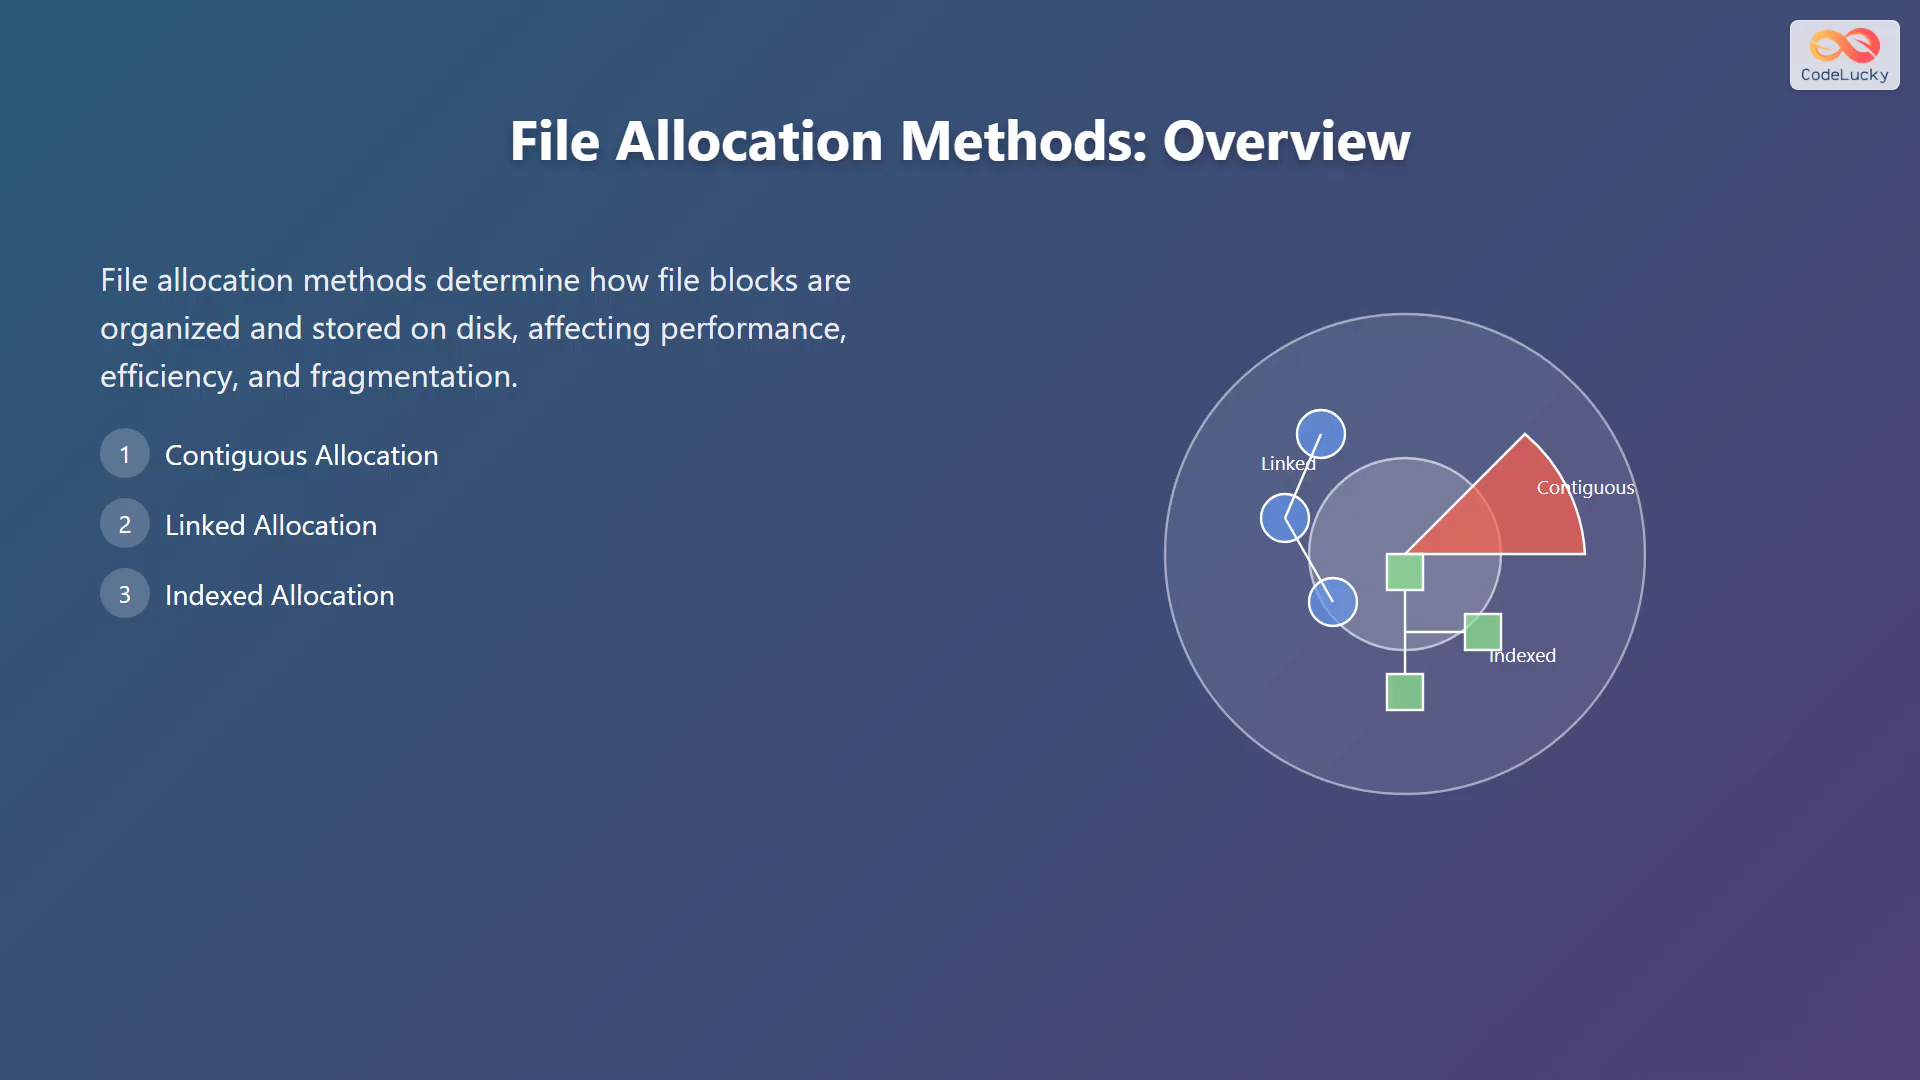 CodeLucky
File Allocation Methods: Overview
File allocation methods determine how file blocks are
organized and stored on disk, affecting performance,
efficiency, and fragmentation.
1 Contiguous Allocation
2 Linked Allocation
3 Indexed Allocation
Linked
Contiguous
Indexed